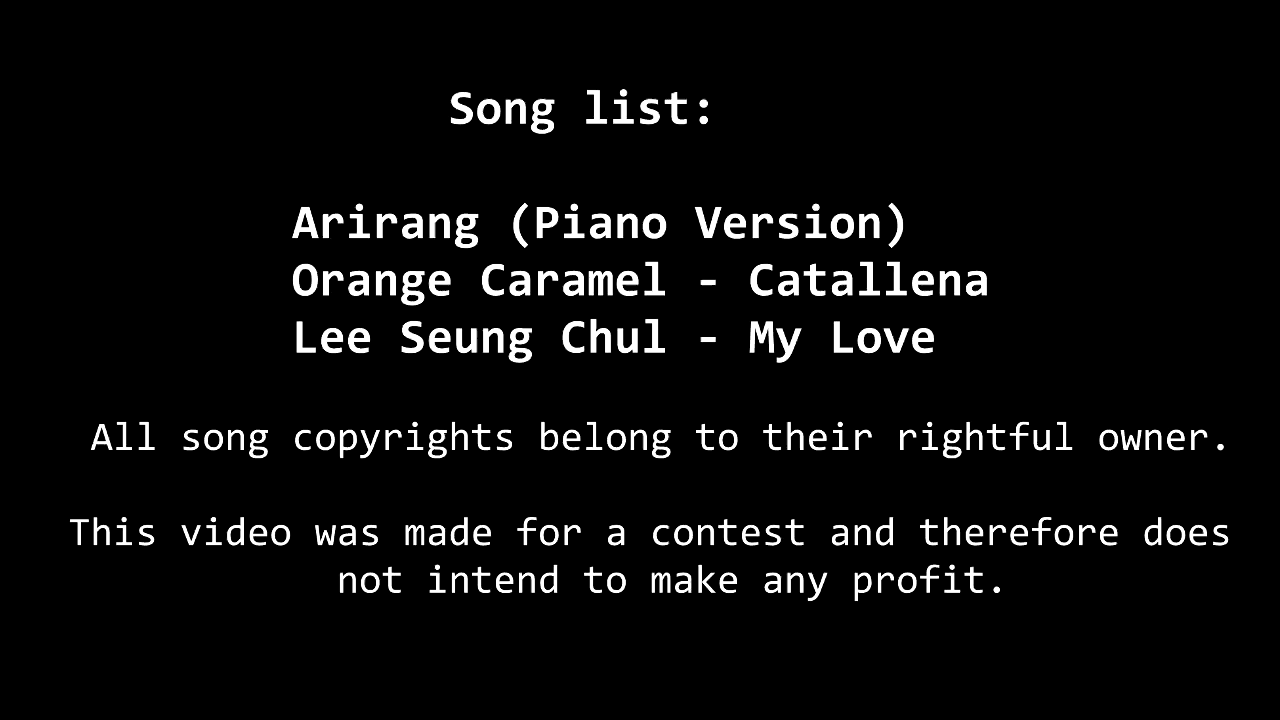 Song list:
Arirang (Piano Version)
Orange Caramel - Catallena
Lee Seung Chul - My Love
All song copyrights belong to their rightful owner.
This video was made for a contest and therefore does
not intend to make any profit.